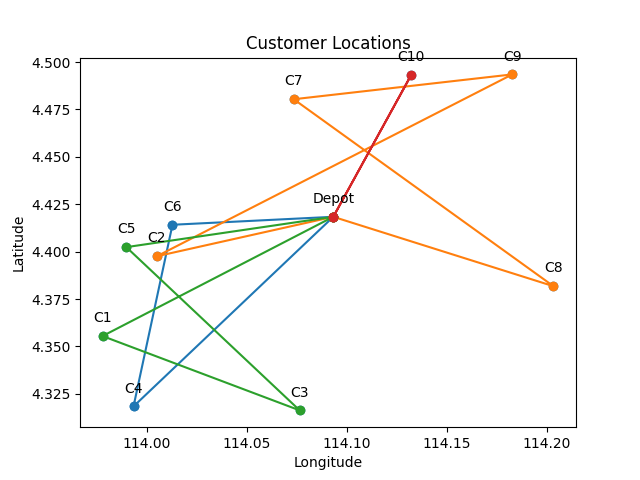 Customer Locations
C10
C9
C7
Depot
C6
C5
C2
C8
C1
C4
C3
4.500
4.475
4.450
4.425
4.400
4.375
4.350
4.325
Latitude
114.00
114.05
114.10
114.15
114.20
Longitude